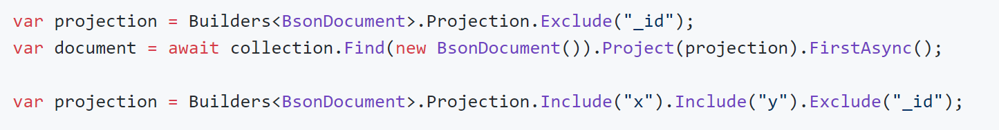 var projection = Builders<BsonDocument>.Projection.Exclude("_id");
var document = await collection.Find(new BsonDocument()).Project(projection).FirstAsync();
var projection = Builders<BsonDocument>.Projection.Include("x").Include("y").Exclude("_id");